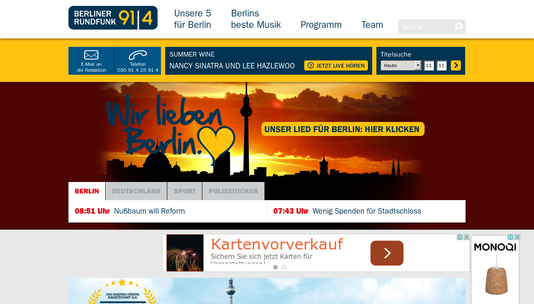 BERLINER
RUNDFUNK 91|4
Unsere 5
für Berlin
Berlins
beste Musik
Programm
Team
Suche
E-Mail an
die Redaktion
Telefon
030 91 4 25 91 4
SUMMER WINE
NANCY SINATRA UND LEE HAZLEWOO
JETZT LIVE HÖREN
Titelsuche
Heute
11
11
Wir lieben
Berlin.
UNSER LIED FÜR BERLIN: HIER KLICKEN
BERLIN
DEUTSCHLAND
SPORT
POLIZEITICKER
08:51 Uhr Nußbaum will Reform
07:43 Uhr Wenig Spenden für Stadtschloss
Kartenvorverkauf
Sichern Sie sich jetzt Karten für
Veranstaltungen!
MONOQI